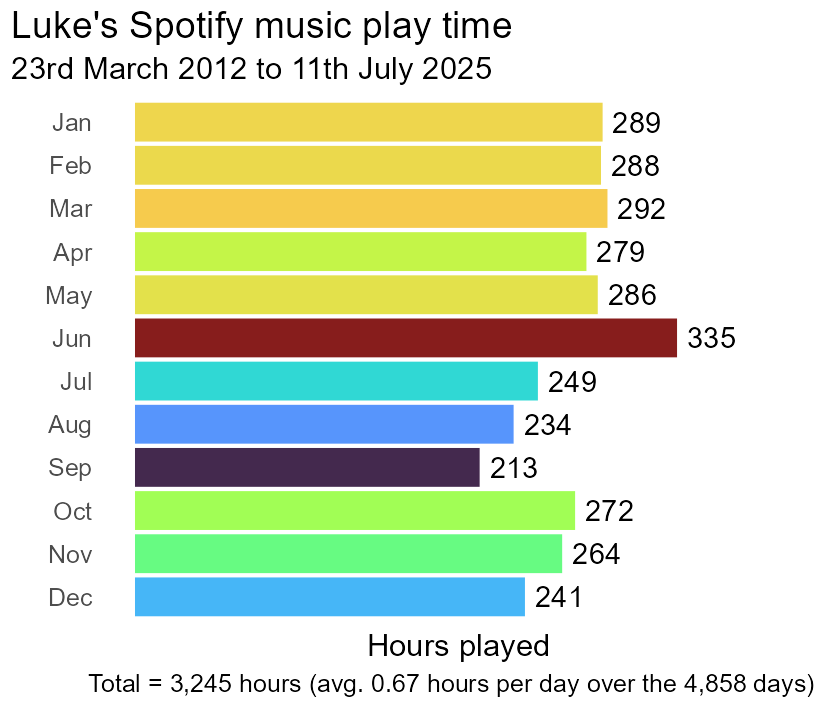 Luke's Spotify music play time
23rd March 2012 to 11th July 2025
Jan 289
Feb 288
Mar 292
Apr 279
May 286
Jun 335
Jul 249
Aug 234
Sep 213
Oct 272
Nov 264
Dec 241
Hours played
Total = 3,245 hours (avg. 0.67 hours per day over the 4,858 days)